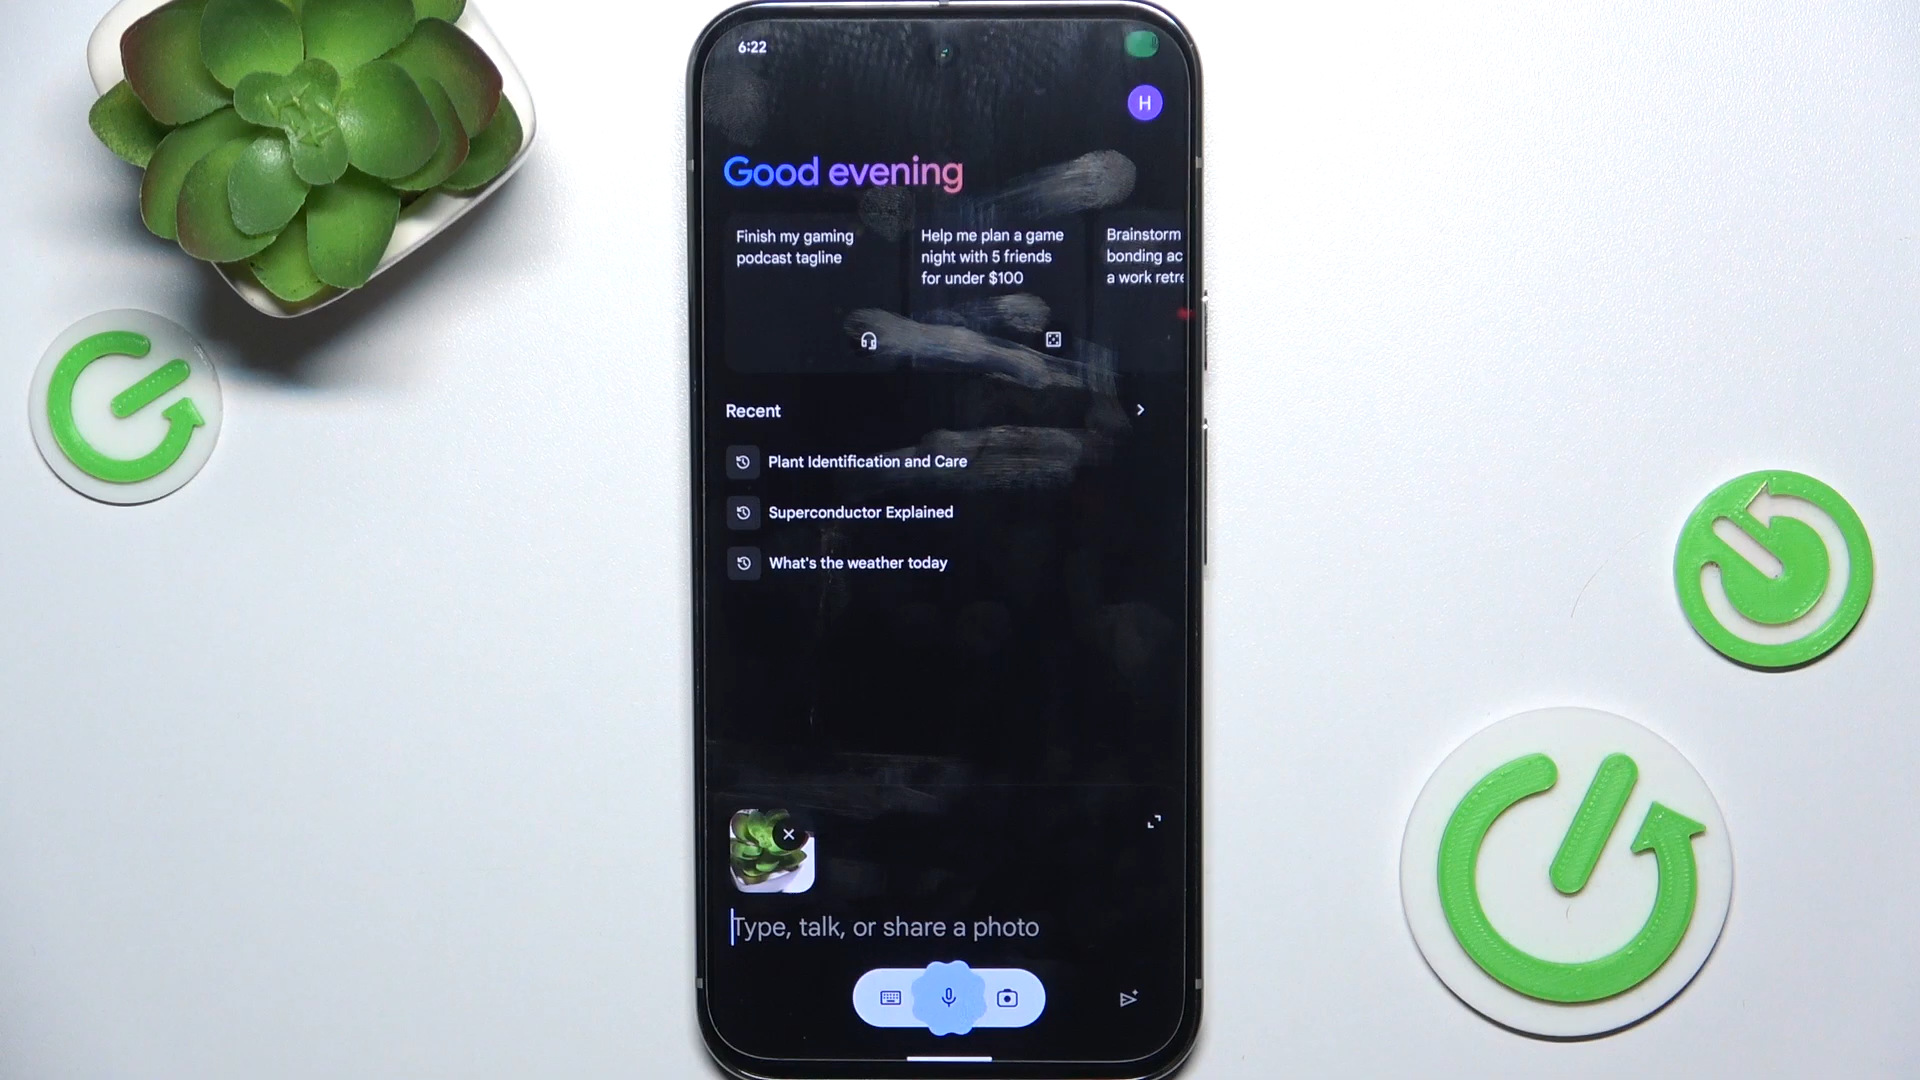 6:22
H
Good evening
Finish my gaming
podcast tagline
Help me plan a game
night with 5 friends
for under $100
Brainstorm
bonding ac
a work retre
Recent
Plant Identification and Care
Superconductor Explained
What's the weather today
Type, talk, or share a photo